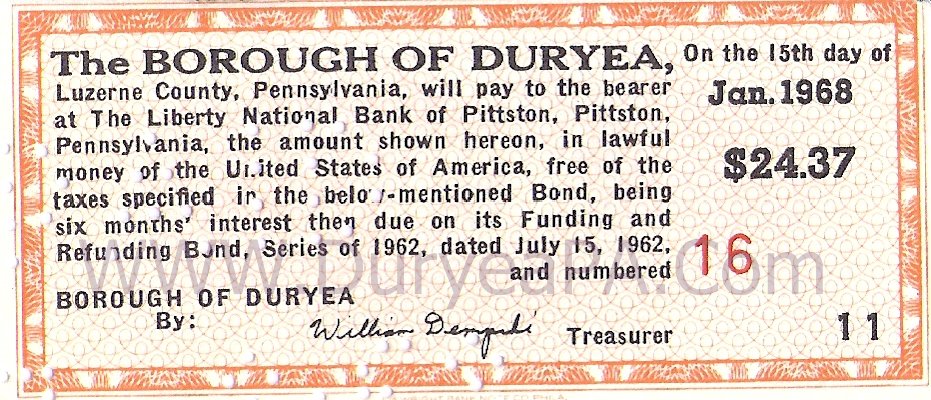 The BOROUGH OF DURYEA,
Luzerne County, Pennsylvania, will pay to the bearer
at The Liberty National Bank of Pittston, Pittston,
Pennsylvania, the amount shown hereon, in lawful
money of the United States of America, free of the
taxes specified in the below-mentioned Bond, being
six months' interest then due on its Funding and
Refunding Bond, Series of 1962, dated July 15, 1962,
and numbered
On the 15th day of
Jan. 1968
$24.37
16
www.DuryeaPA.Com
BOROUGH OF DURYEA
By:
William Dempski
Treasurer
11